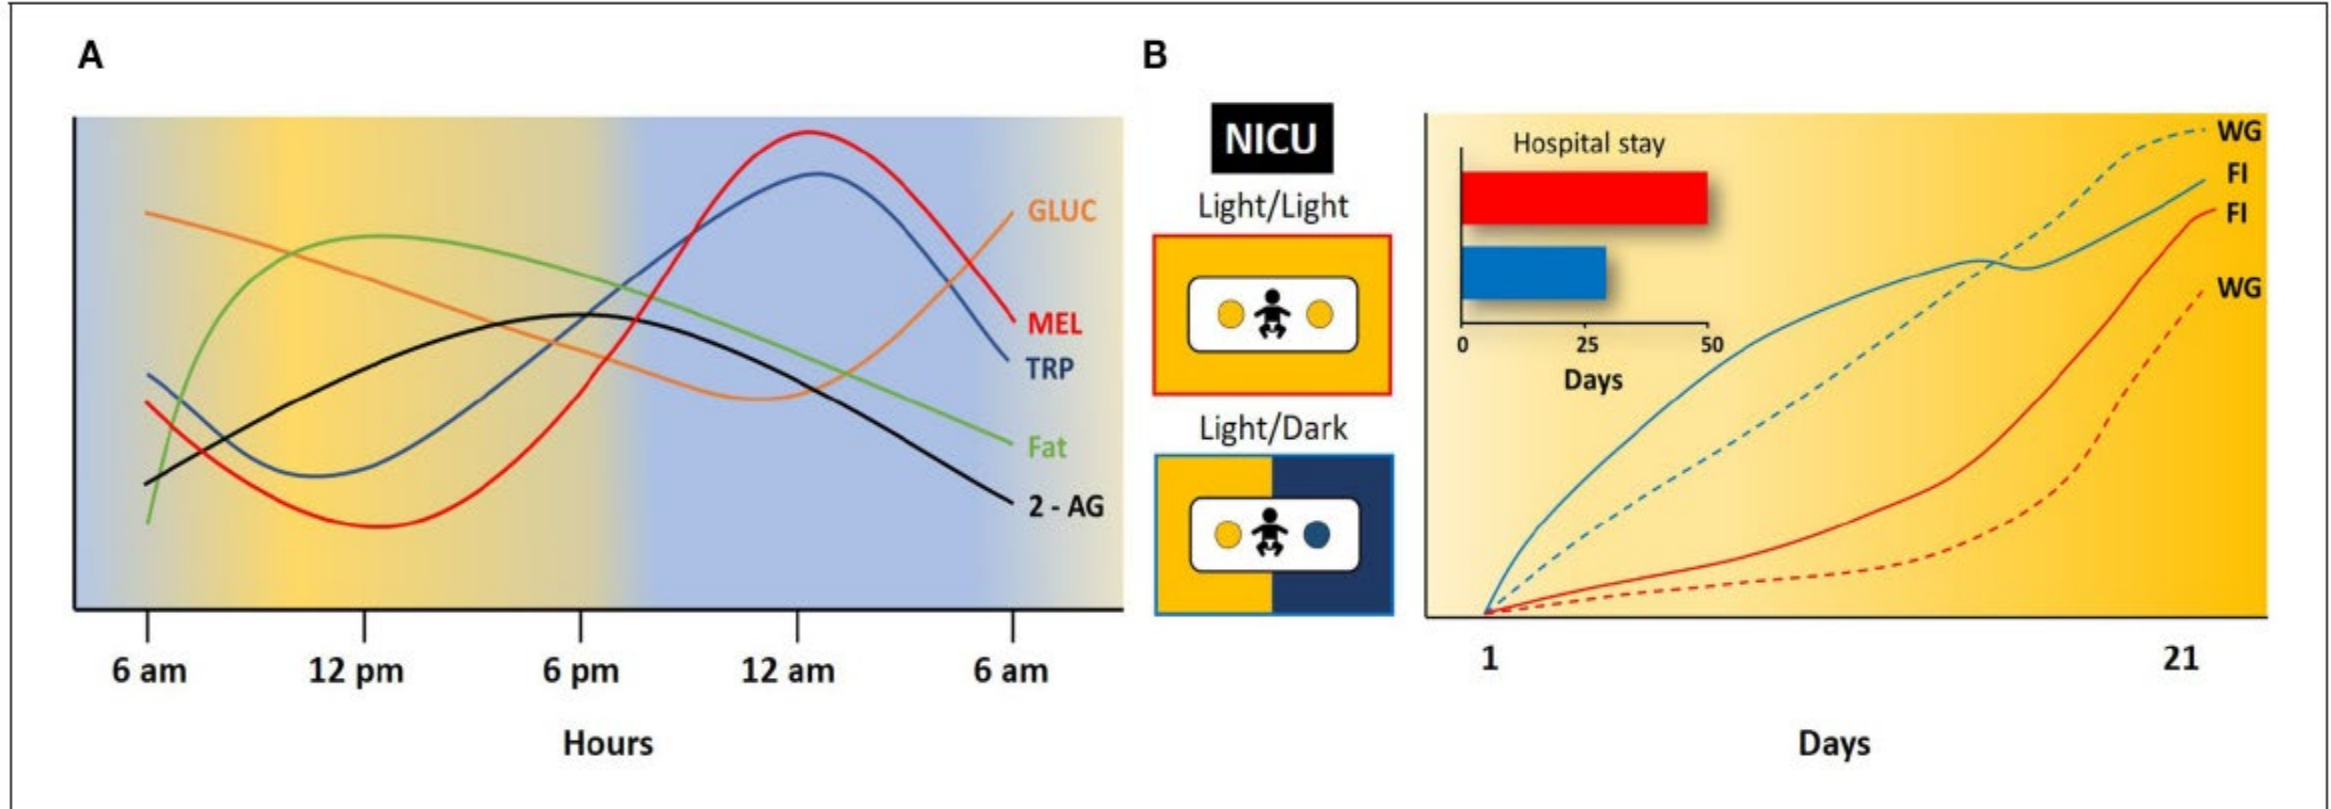 A
GLUC
MEL
TRP
Fat
2 - AG
6 am 12 pm 6 pm 12 am 6 am
Hours
B
NICU
Light/Light
Light/Dark
Hospital stay
0 25 50
Days
WG
FI
FI
WG
1 21
Days